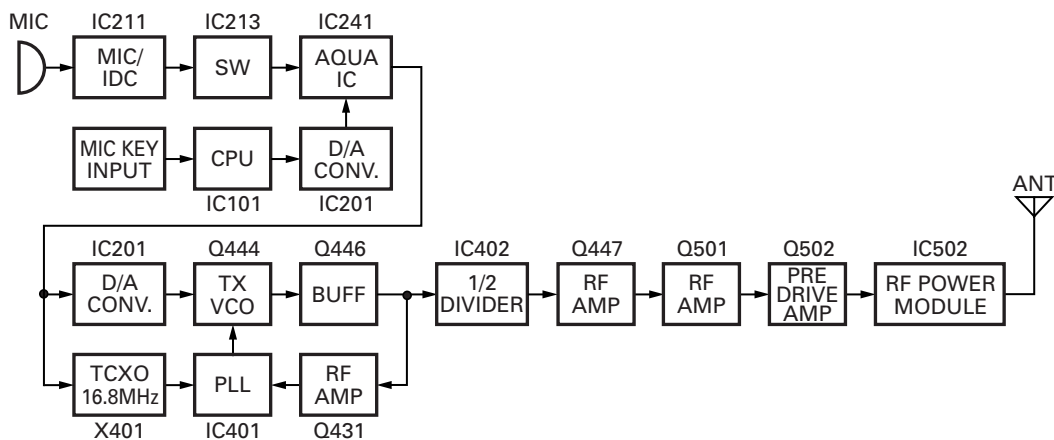 MIC
IC211
IC213
IC241
MIC/
IDC
SW
AQUA
IC
MIC KEY
INPUT
CPU
D/A
CONV.
IC101
IC201
ANT
IC201
Q444
Q446
IC402
Q447
Q501
Q502
IC502
D/A
CONV.
TX
VCO
BUFF
1/2
DIVIDER
RF
AMP
RF
AMP
PRE
DRIVE
AMP
RF POWER
MODULE
TCXO
16.8MHz
PLL
RF
AMP
X401
IC401
Q431